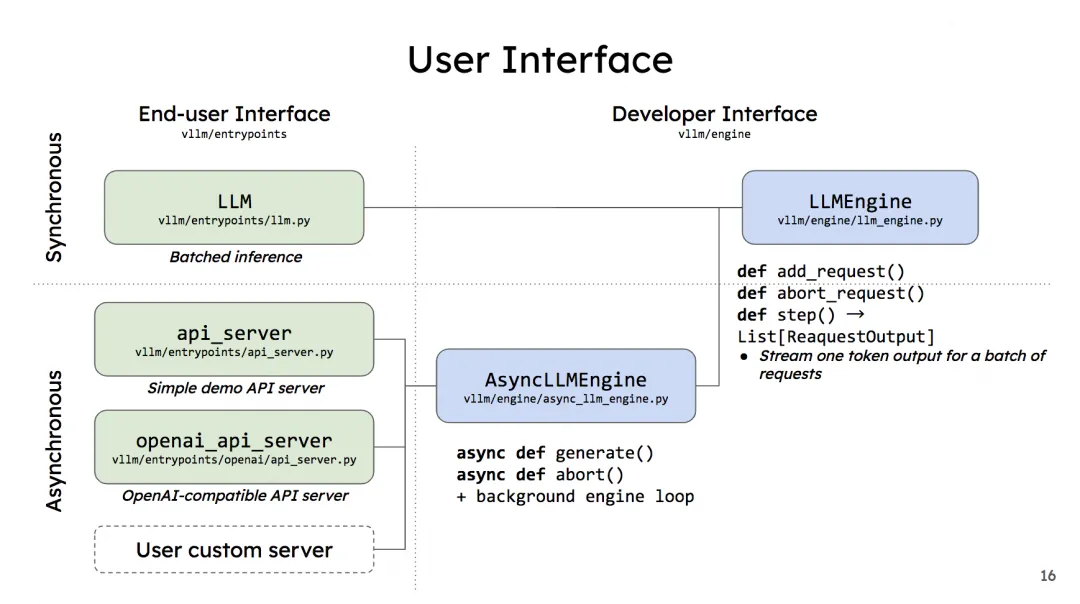 User Interface
End-user Interface
vllm/entrypoints
Developer Interface
vllm/engine
Synchronous
LLM
vllm/entrypoints/llm.py
Batched inference
LLMEngine
vllm/engine/llm_engine.py
def add_request()
def abort_request()
def step() →
List[ReaquestOutput]
● Stream one token output for a batch of
requests
Asynchronous
api_server
vllm/entrypoints/api_server.py
Simple demo API server
openai_api_server
vllm/entrypoints/openai/api_server.py
OpenAI-compatible API server
User custom server
AsyncLLMEngine
vllm/engine/async_llm_engine.py
async def generate()
async def abort()
+ background engine loop
16